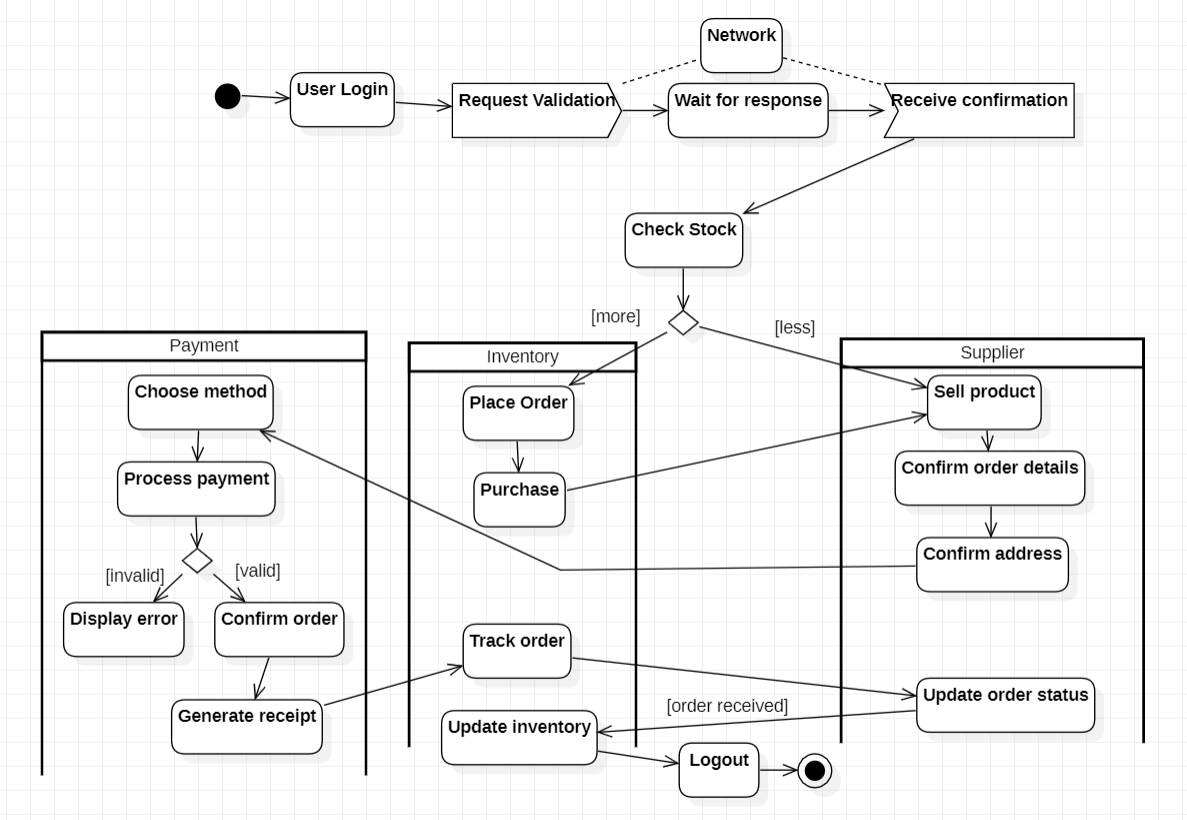 Network
User Login
Request Validation
Wait for response
Receive confirmation
Check Stock
[more]
[less]
Payment
Inventory
Supplier
Choose method
Place Order
Sell product
Process payment
Purchase
Confirm order details
Confirm address
[invalid]
[valid]
Display error
Confirm order
Track order
Generate receipt
Update order status
[order received]
Update inventory
Logout